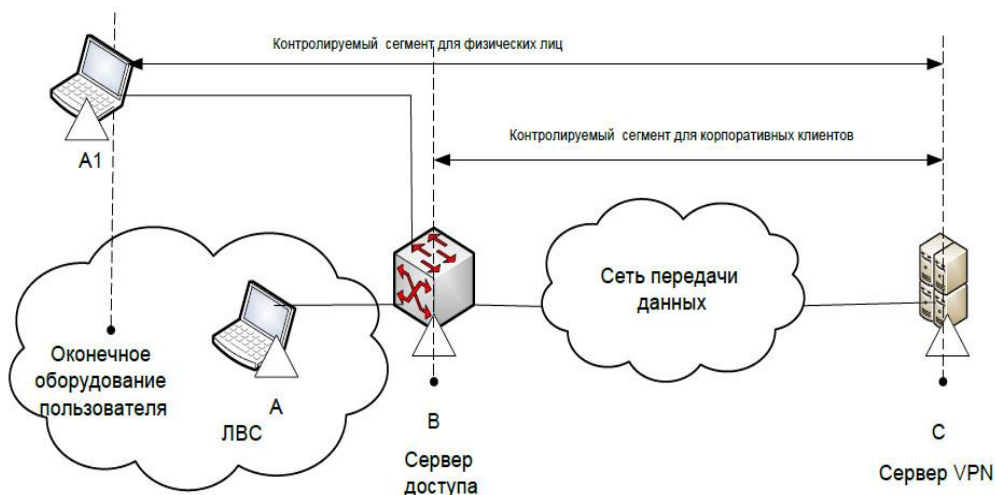 Контролируемый сегмент для физических лиц
A1
Контролируемый сегмент для корпоративных клиентов
Сеть передачи
данных
Оконечное
оборудование
пользователя
A
ЛВС
B
Сервер
доступа
C
Сервер VPN